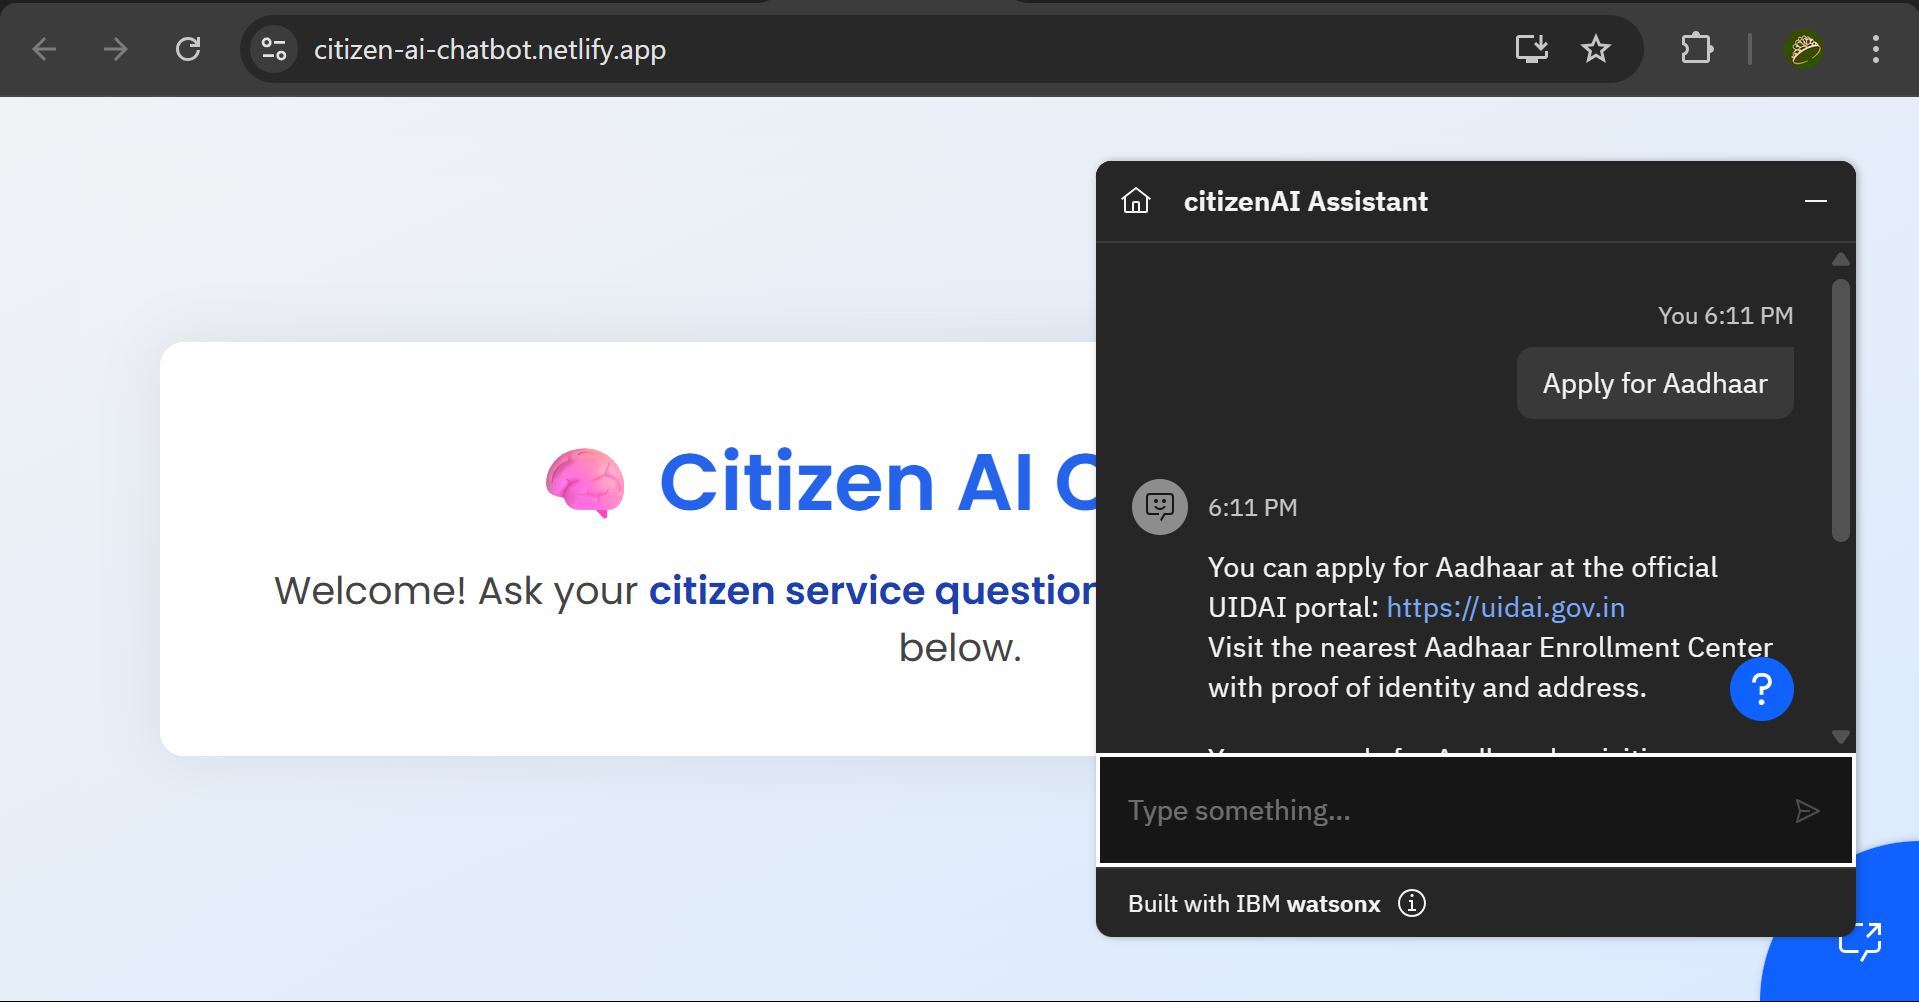 citizen-ai-chatbot.netlify.app
Citizen AI C
Welcome! Ask your citizen service question
below.
citizenAI Assistant
You 6:11 PM
Apply for Aadhaar
6:11 PM
You can apply for Aadhaar at the official
UIDAI portal: https://uidai.gov.in
Visit the nearest Aadhaar Enrollment Center
with proof of identity and address.
?
Type something...
Built with IBM watsonx